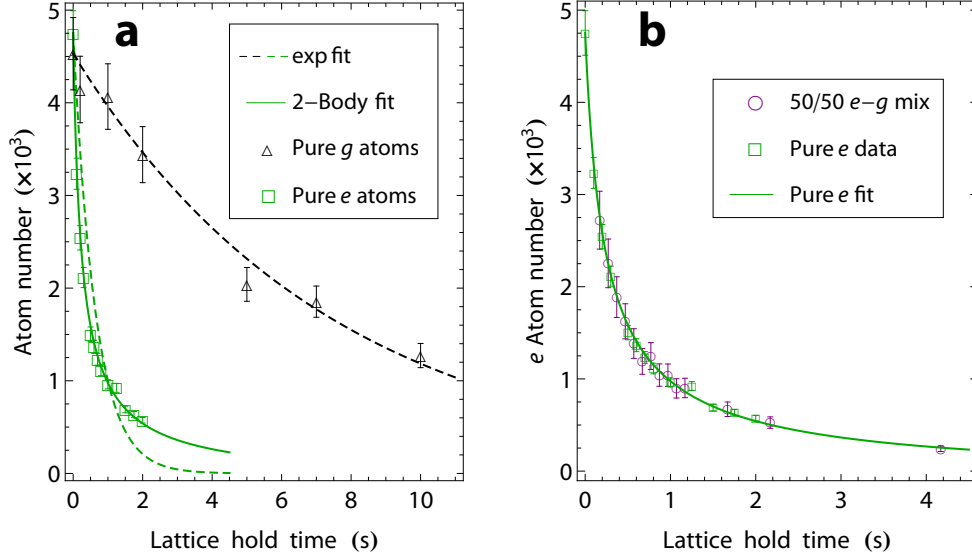 a
exp fit
2−Body fit
Pure g atoms
Pure e atoms
Atom number (×10³)
5
4
3
2
1
0
0 2 4 6 8 10
Lattice hold time (s)
b
50/50 e−g mix
Pure e data
Pure e fit
e Atom number (×10³)
5
4
3
2
1
0
0 1 2 3 4
Lattice hold time (s)